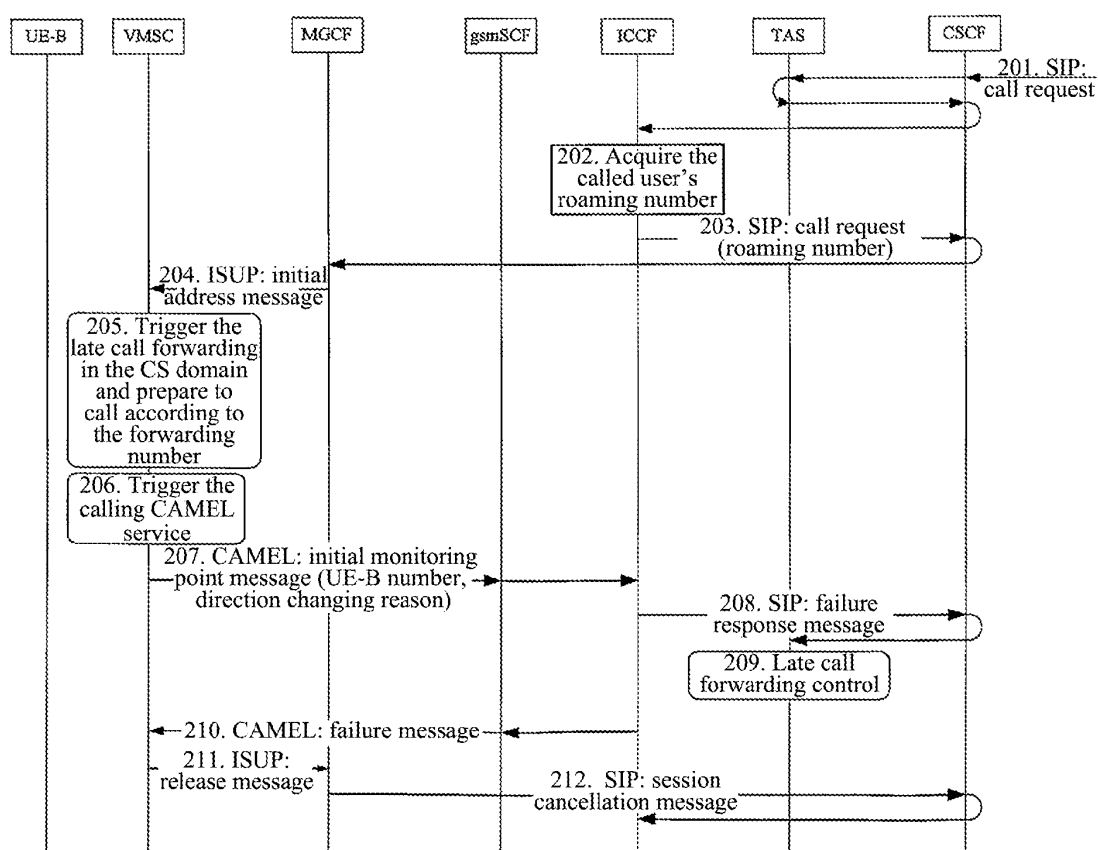 UE-B
VMSC
MGCF
gsmSCF
ICCF
TAS
CSCF
201. SIP:
call request
202. Acquire the
called user's
roaming number
203. SIP: call request
(roaming number)
204. ISUP: initial
address message
205. Trigger the
late call forwarding
in the CS domain
and prepare to
call according to
the forwarding
number
206. Trigger the
calling CAMEL
service
207. CAMEL: initial monitoring
point message (UE-B number,
direction changing reason)
208. SIP: failure
response message
209. Late call
forwarding control
210. CAMEL: failure message
211. ISUP:
release message
212. SIP: session
cancellation message